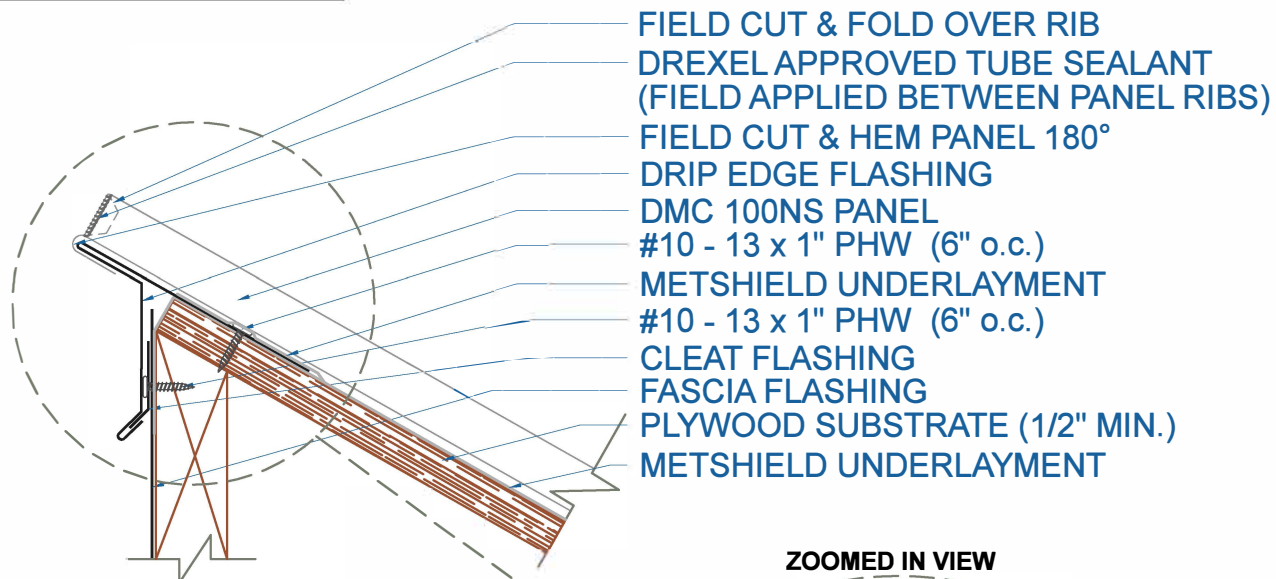 FIELD CUT & FOLD OVER RIB
DREXEL APPROVED TUBE SEALANT
(FIELD APPLIED BETWEEN PANEL RIBS)
FIELD CUT & HEM PANEL 180°
DRIP EDGE FLASHING
DMC 100NS PANEL
#10 - 13 x 1" PHW (6" o.c.)
METSHIELD UNDERLAYMENT
#10 - 13 x 1" PHW (6" o.c.)
CLEAT FLASHING
FASCIA FLASHING
PLYWOOD SUBSTRATE (1/2" MIN.)
METSHIELD UNDERLAYMENT
ZOOMED IN VIEW